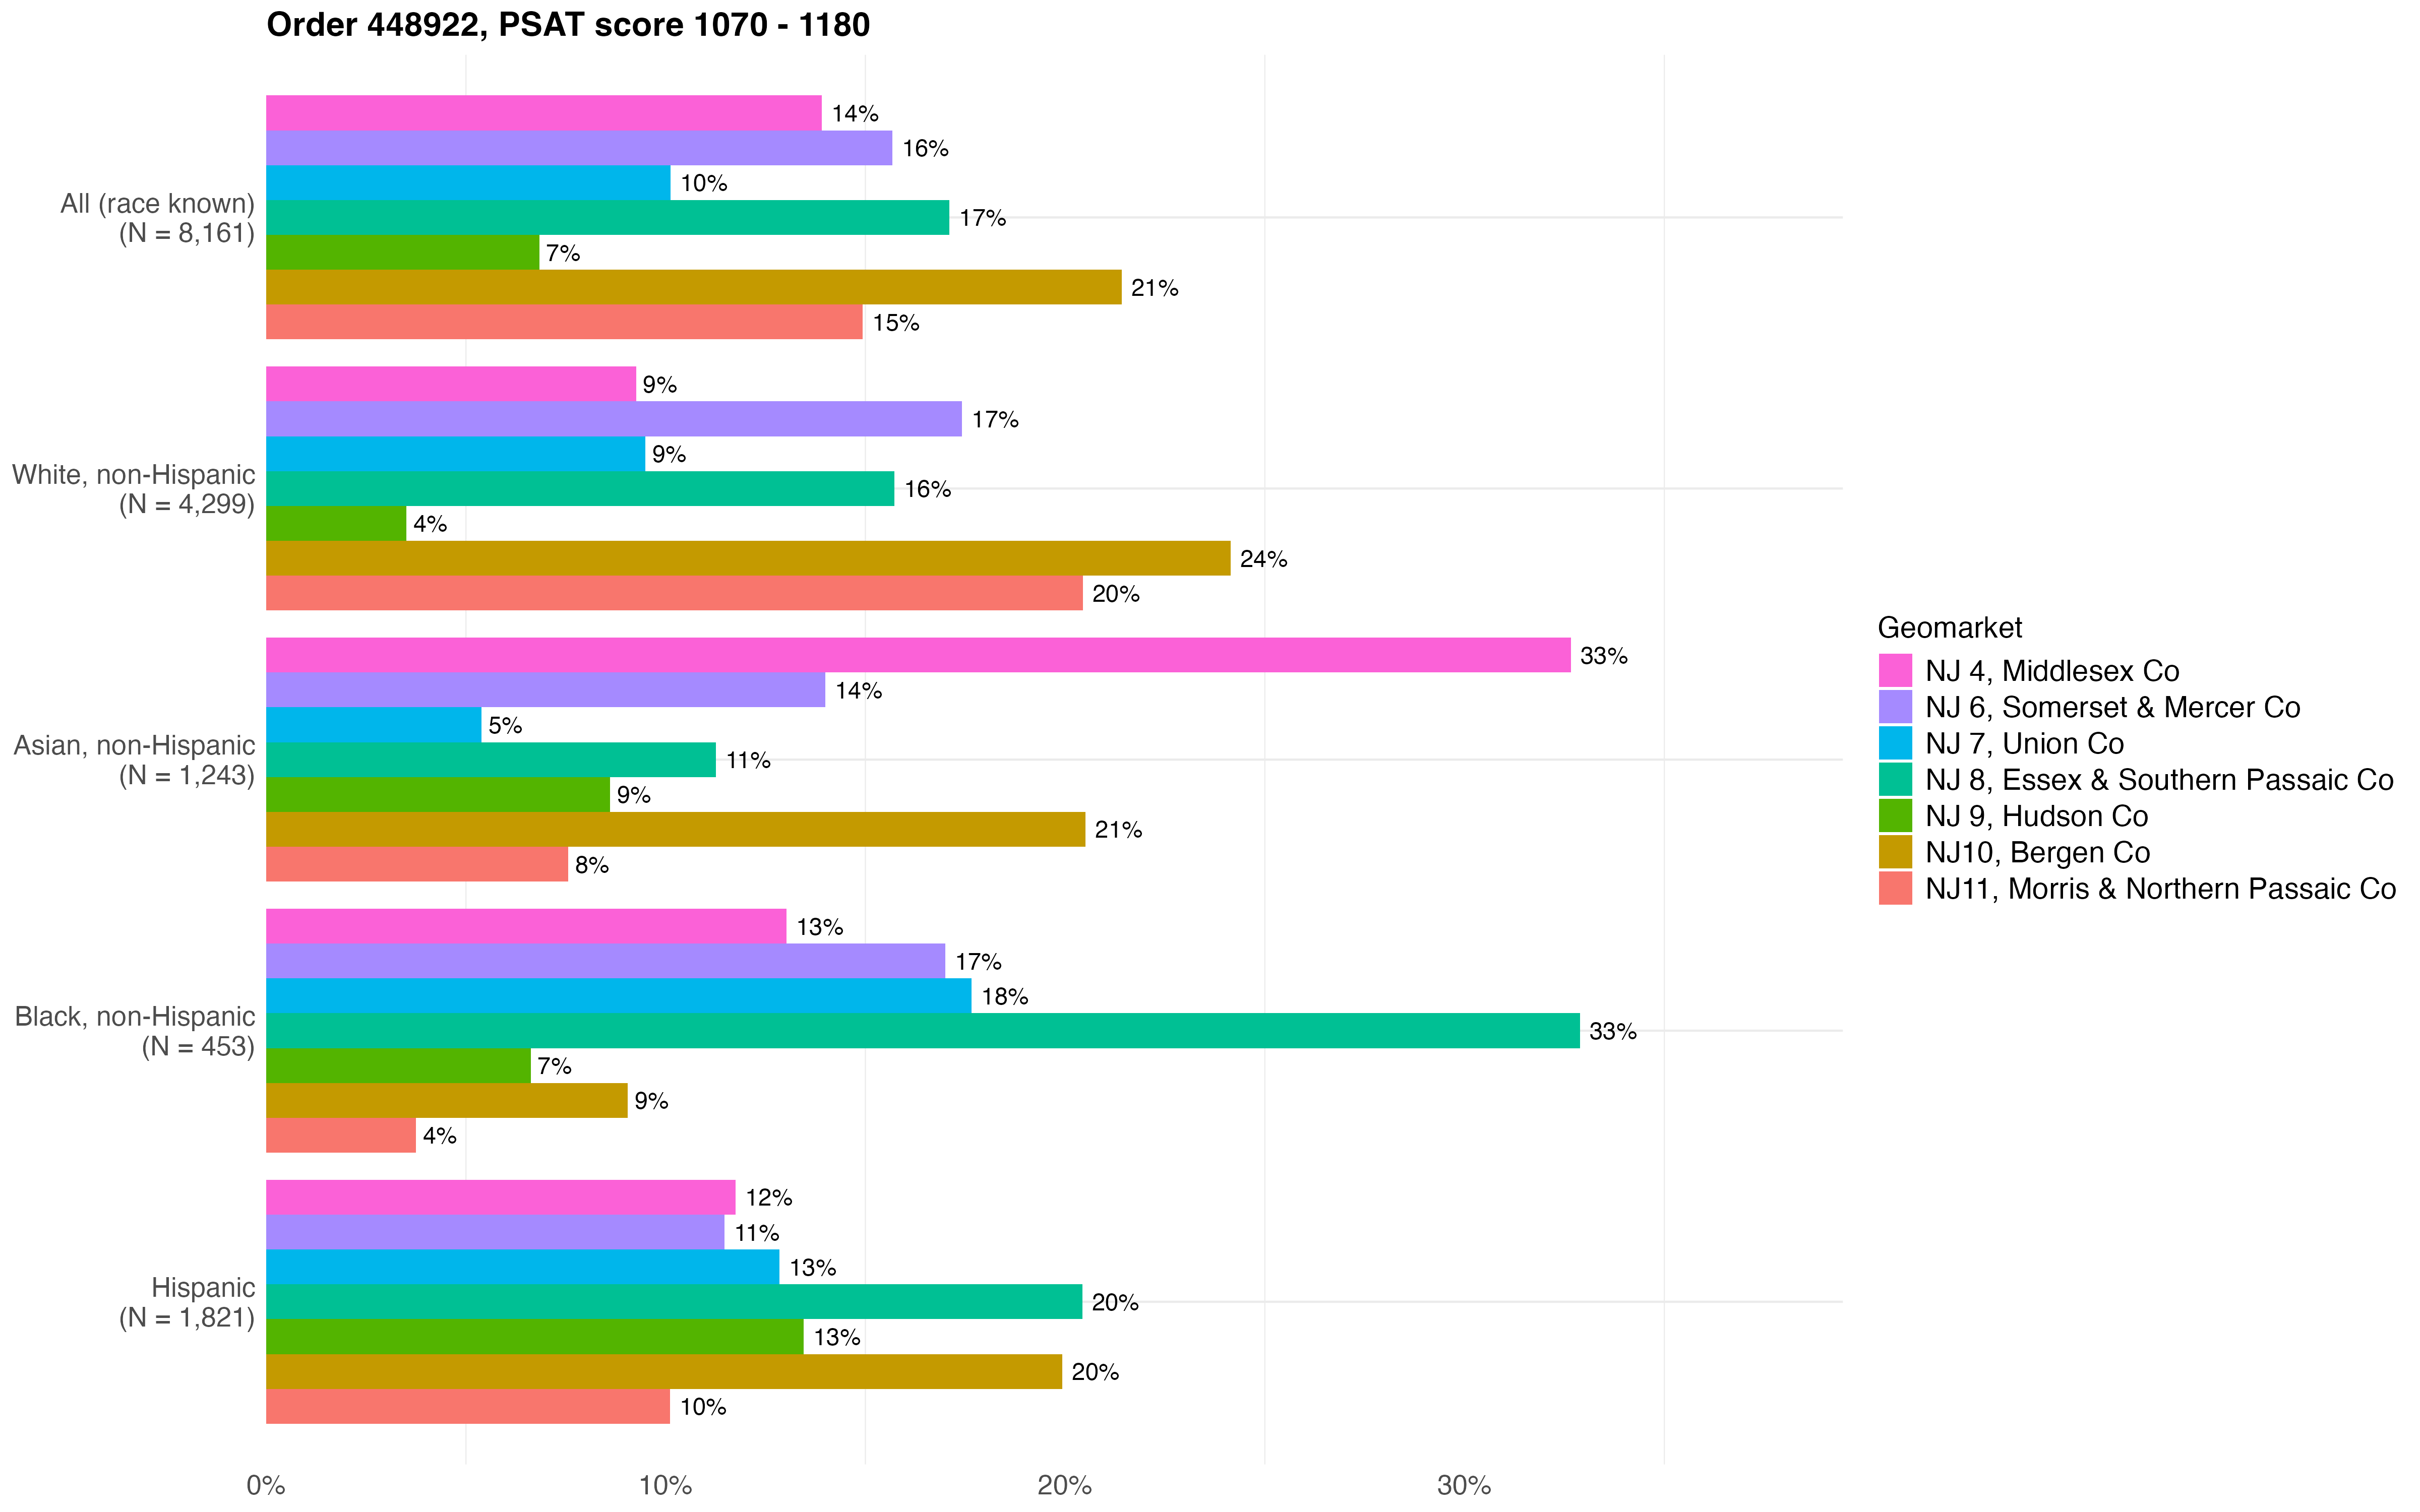 Order 448922, PSAT score 1070 - 1180
All (race known)
(N = 8,161)
14%
16%
10%
17%
7%
21%
15%
White, non-Hispanic
(N = 4,299)
9%
17%
9%
16%
4%
24%
20%
Asian, non-Hispanic
(N = 1,243)
33%
14%
5%
11%
9%
21%
8%
Black, non-Hispanic
(N = 453)
13%
17%
18%
33%
7%
9%
4%
Hispanic
(N = 1,821)
12%
11%
13%
20%
13%
20%
10%
0%
10%
20%
30%
Geomarket
NJ 4, Middlesex Co
NJ 6, Somerset & Mercer Co
NJ 7, Union Co
NJ 8, Essex & Southern Passaic Co
NJ 9, Hudson Co
NJ10, Bergen Co
NJ11, Morris & Northern Passaic Co